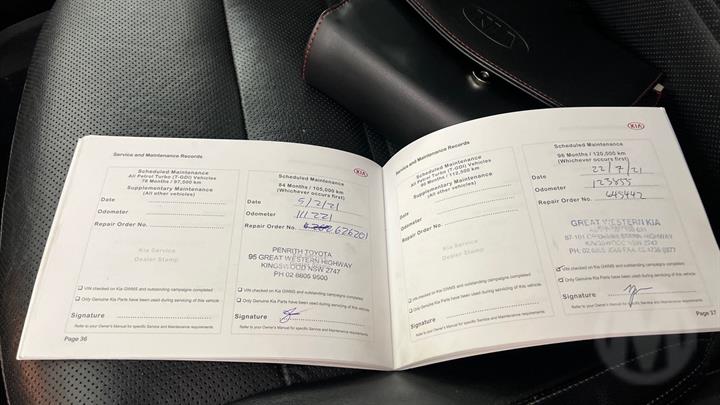 KIA
Service and Maintenance Records
KIA
Scheduled Maintenance
All Petrol Turbo (T-GDI) Vehicles
78 Months / 97,500 km
Supplementary Maintenance
(All other vehicles)
Date
Odometer
Repair Order No.
Kia Service
Dealer Stamp
VIN checked on Kia GWMS and outstanding campaigns completed
Only Genuine Kia Parts have been used during servicing of this vehicle
Signature
Refer to your Owner's Manual for specific Service and Maintenance requirements
Page 36
Scheduled Maintenance
84 Months / 105,000 km
(Whichever occurs first)
Date 5/2/21
Odometer 111221
Repair Order No. 626201
PENRITH TOYOTA
95 GREAT WESTERN HIGHWAY
KINGSWOOD NSW 2747
PH 02 8805 9500
VIN checked on Kia GWMS and outstanding campaigns completed
Only Genuine Kia Parts have been used during servicing of this vehicle
Signature
Refer to your Owner's Manual for specific Service and Maintenance requirements
Service and Maintenance Records
KIA
Scheduled Maintenance
All Petrol Turbo (T-GDI) Vehicles
90 Months / 112,500 km
Supplementary Maintenance
(All other vehicles)
Date
Odometer
Repair Order No.
Kia Service
Dealer Stamp
VIN checked on Kia GWMS and outstanding campaigns completed
Only Genuine Kia Parts have been used during servicing of this vehicle
Signature
Refer to your Owner's Manual for specific Service and Maintenance requirements
Scheduled Maintenance
96 Months / 120,000 km
(Whichever occurs first)
Date 22/7/21
Odometer
Repair Order No. 645442
GREAT WESTERN KIA
KINGSWOOD NSW 2747
VIN checked on Kia GWMS and outstanding campaigns completed
Only Genuine Kia Parts have been used during servicing of this vehicle
Signature
Refer to your Owner's Manual for specific Service and Maintenance requirements
Page 37